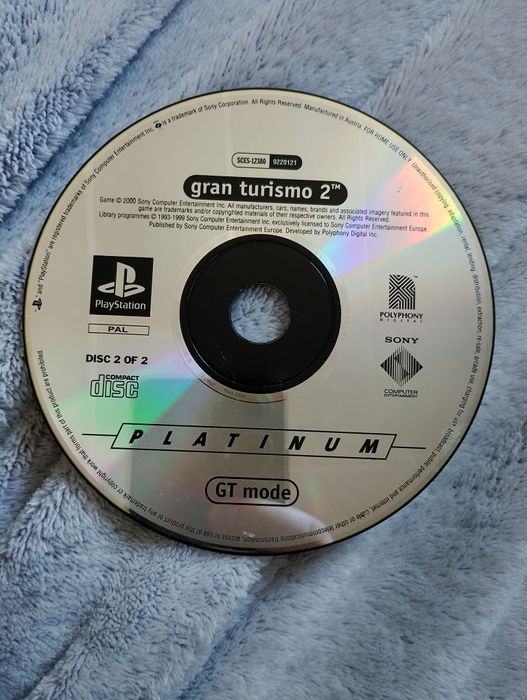 SCES-12380 9220121
gran turismo 2™
Game © 2000 Sony Computer Entertainment Inc. All manufacturers, cars, names, brands and associated imagery featured in this
game are trademarks and/or copyrighted materials of their respective owners. All Rights Reserved.
Library programmes © 1993-1999 Sony Computer Entertainment Inc. exclusively licensed to Sony Computer Entertainment Europe.
Published by Sony Computer Entertainment Europe. Developed by Polyphony Digital Inc.
PlayStation
PAL
DISC 2 OF 2
COMPACT
disc
POLYPHONY
DIGITAL
SONY
COMPUTER
ENTERTAINMENT
PLATINUM
GT mode
and "PlayStation" are registered trademarks of Sony Computer Entertainment Inc. is a trademark of Sony Corporation. All Rights Reserved. Manufactured in Austria. FOR HOME USE ONLY. Unauthorised copying, adaptation, rental, lending, distribution, extraction, re-sale, arcade use, charging for use, broadcast, public performance and internet, cable or other telecommunications transmission, access or use of this product or any trademark or copyright work that forms part of this product are prohibited.